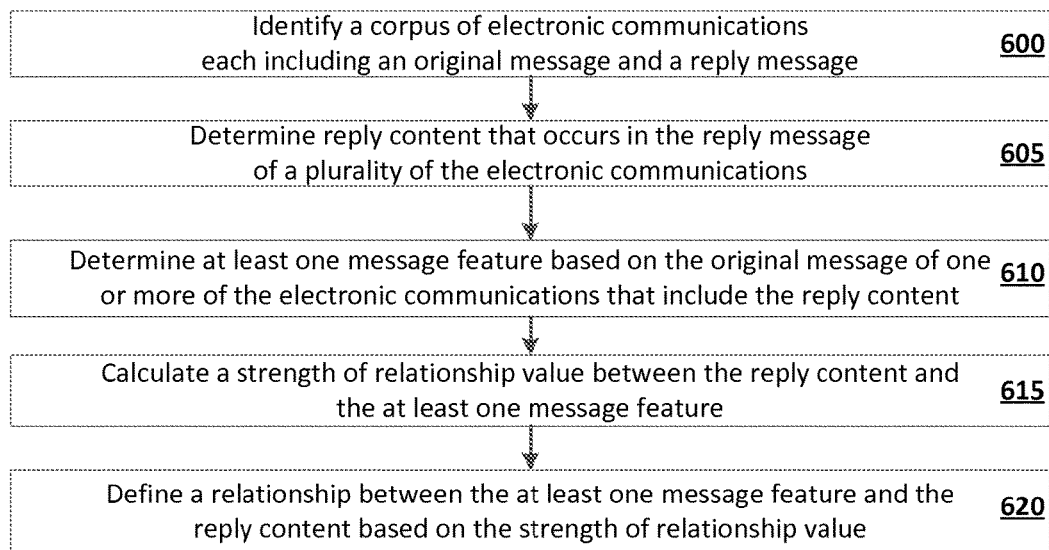 Identify a corpus of electronic communications
each including an original message and a reply message
600
Determine reply content that occurs in the reply message
of a plurality of the electronic communications
605
Determine at least one message feature based on the original message of one
or more of the electronic communications that include the reply content
610
Calculate a strength of relationship value between the reply content and
the at least one message feature
615
Define a relationship between the at least one message feature and the
reply content based on the strength of relationship value
620